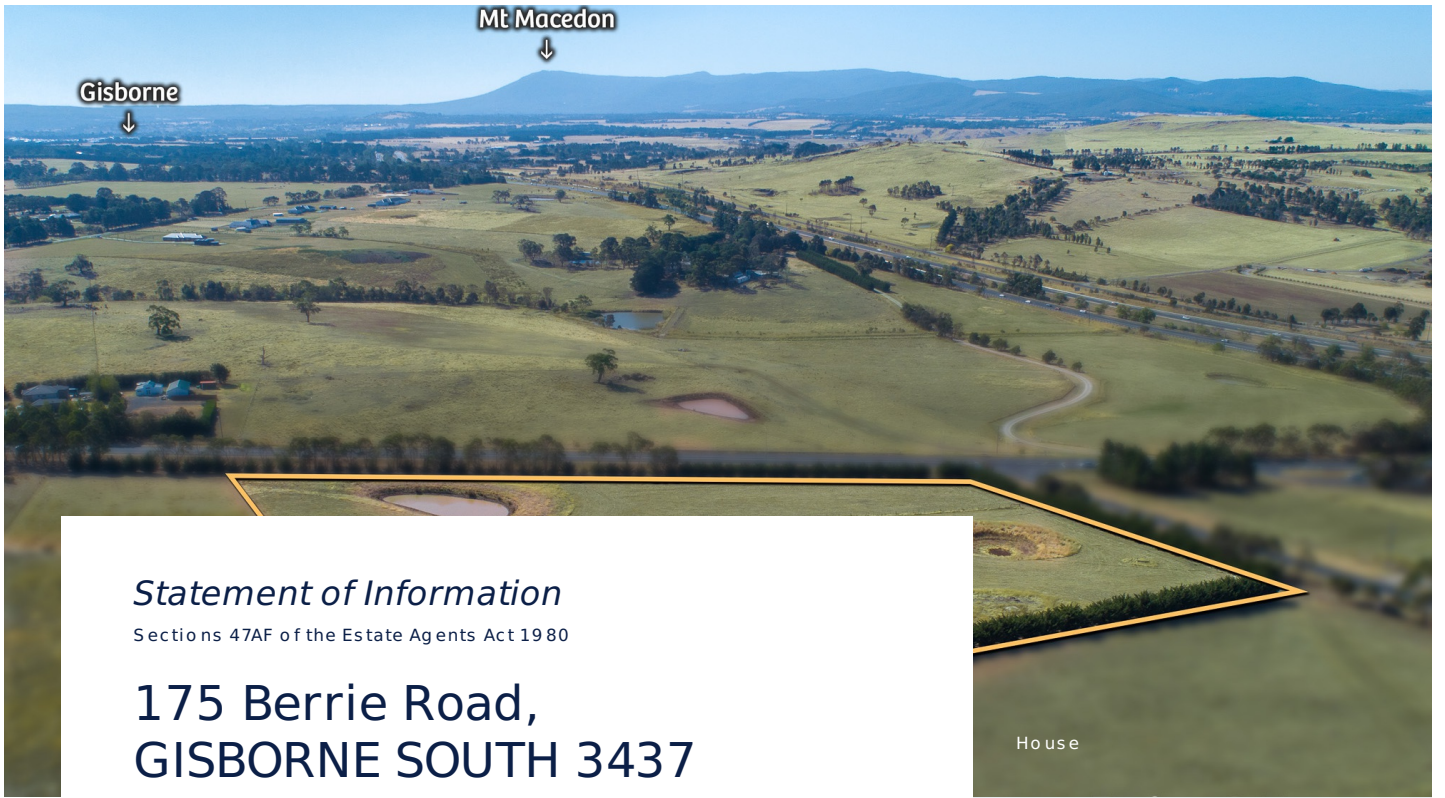 Mt Macedon
↓
Gisborne
↓
Statement of Information
Sections 47AF of the Estate Agents Act 1980
175 Berrie Road,
GISBORNE SOUTH 3437
House